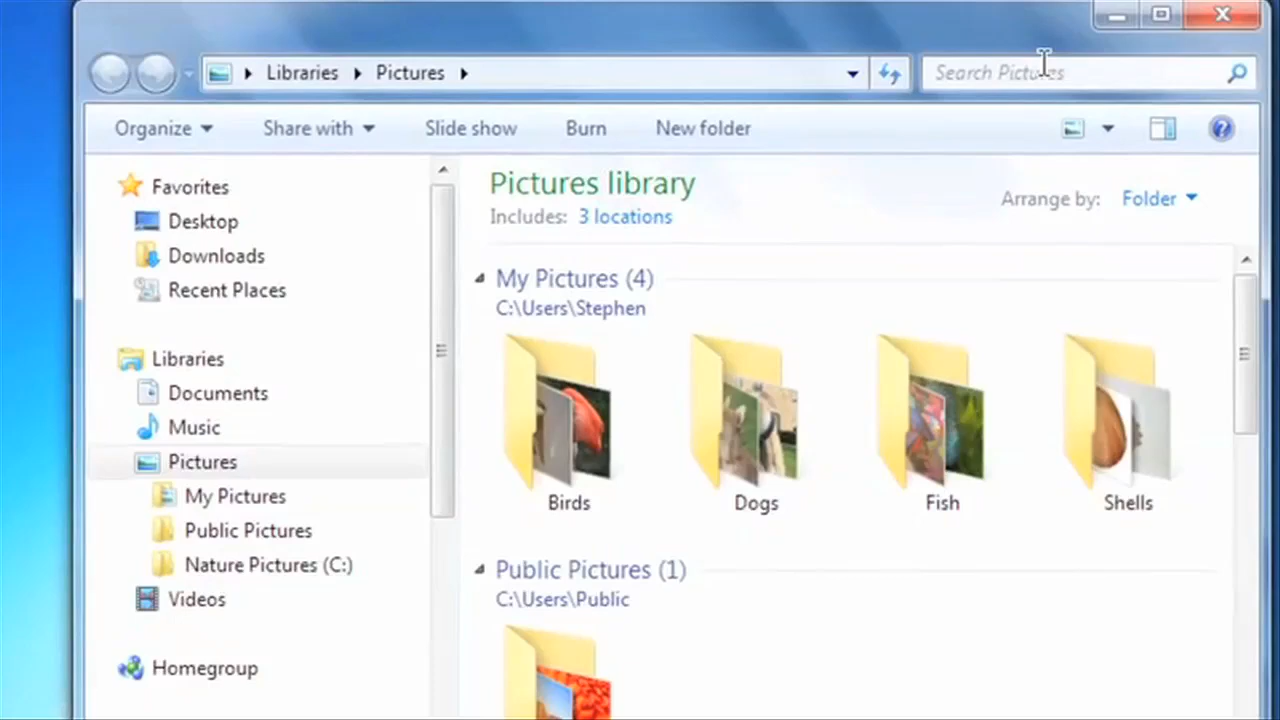 Libraries Pictures
Search Pictures
Organize Share with Slide show Burn New folder
Favorites
Desktop
Downloads
Recent Places
Libraries
Documents
Music
Pictures
My Pictures
Public Pictures
Nature Pictures (C:)
Videos
Homegroup
Pictures library
Includes: 3 locations
Arrange by: Folder
My Pictures (4)
C:\Users\Stephen
Birds Dogs Fish Shells
Public Pictures (1)
C:\Users\Public